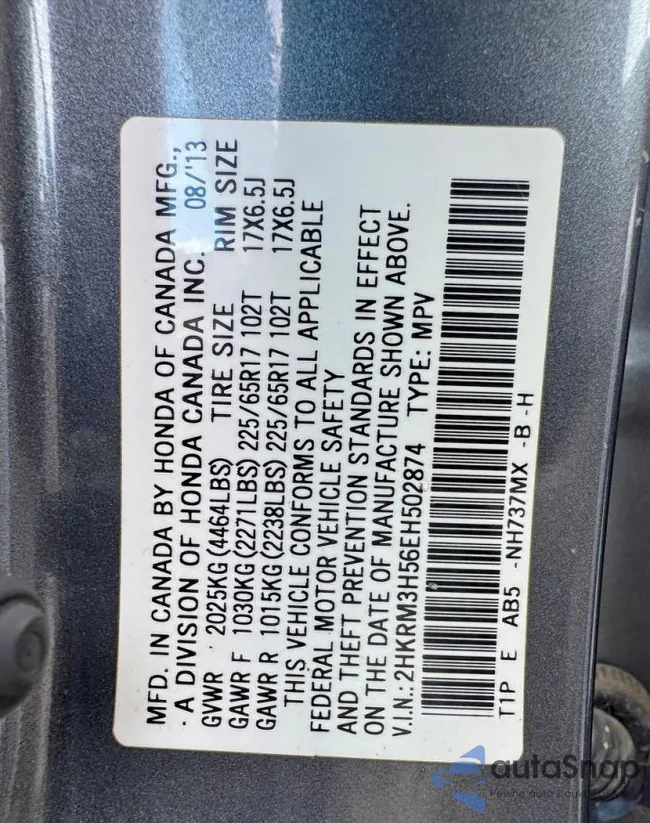 MFD. IN CANADA BY HONDA OF CANADA MFG.,
· A DIVISION OF HONDA CANADA INC. 08/'13
GVWR · 2025KG(4464LBS) TIRE SIZE RIM SIZE
GAWR F 1030KG(2271LBS) 225/65R17 102T 17X6.5J
GAWR R 1015KG(2238LBS) 225/65R17 102T 17X6.5J
THIS VEHICLE CONFORMS TO ALL APPLICABLE
FEDERAL MOTOR VEHICLE SAFETY
AND THEFT PREVENTION STANDARDS IN EFFECT
ON THE DATE OF MANUFACTURE SHOWN ABOVE.
V.I.N.:2HKRM3H56EH502874 TYPE: MPV
T1P E AB5 -NH737MX -B-H
autoSnap
Pewne auto z